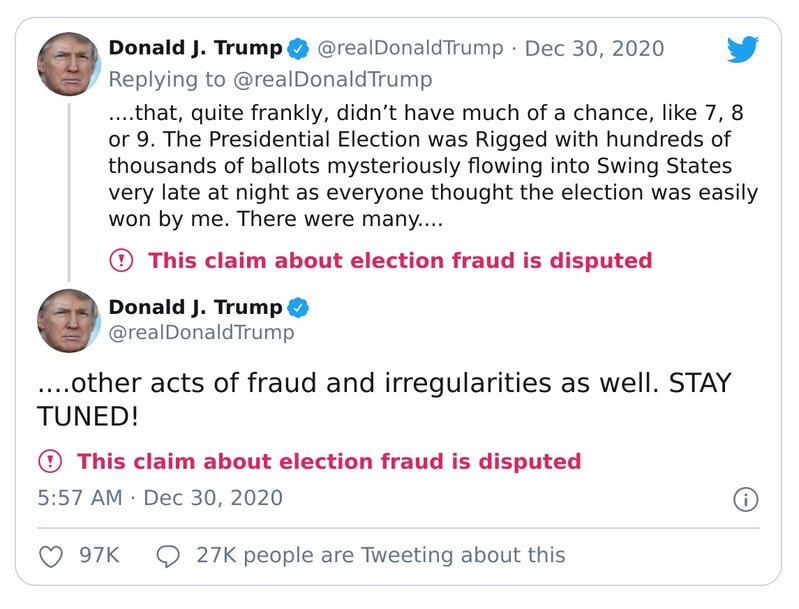 Donald J. Trump @realDonaldTrump · Dec 30, 2020
Replying to @realDonaldTrump
....that, quite frankly, didn’t have much of a chance, like 7, 8
or 9. The Presidential Election was Rigged with hundreds of
thousands of ballots mysteriously flowing into Swing States
very late at night as everyone thought the election was easily
won by me. There were many....
This claim about election fraud is disputed
Donald J. Trump
@realDonaldTrump
....other acts of fraud and irregularities as well. STAY
TUNED!
This claim about election fraud is disputed
5:57 AM · Dec 30, 2020
97K 27K people are Tweeting about this